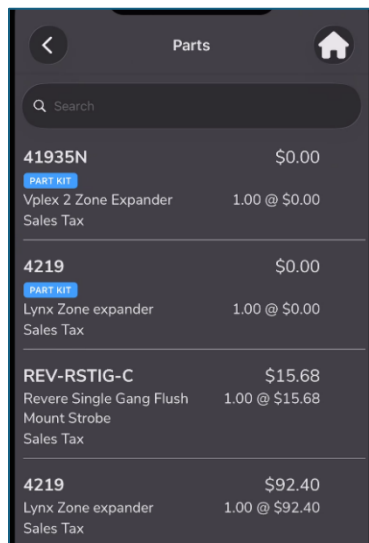 Parts
Search
41935N $0.00
PART KIT
Vplex 2 Zone Expander 1.00 @ $0.00
Sales Tax
4219 $0.00
PART KIT
Lynx Zone expander 1.00 @ $0.00
Sales Tax
REV-RSTIG-C $15.68
Revere Single Gang Flush 1.00 @ $15.68
Mount Strobe
Sales Tax
4219 $92.40
Lynx Zone expander 1.00 @ $92.40
Sales Tax